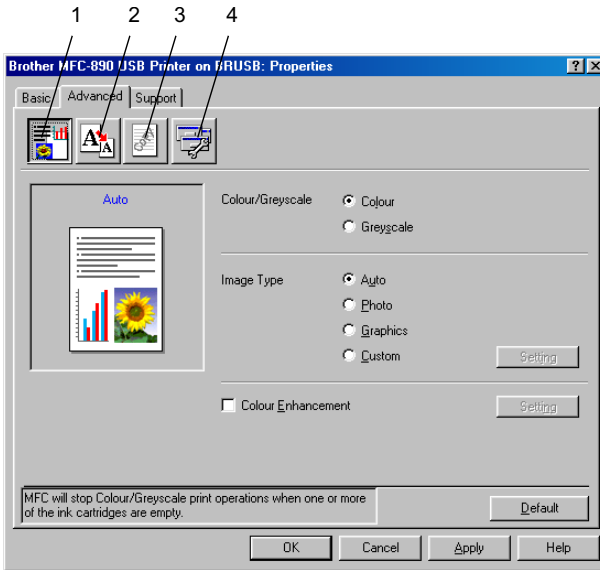 1 2 3 4
Brother MFC-890 USB Printer on BRUSB: Properties
Basic Advanced Support
A A COPY
Auto
Colour/Greyscale Colour
Greyscale
Image Type Auto
Photo
Graphics
Custom Setting
Colour Enhancement Setting
MFC will stop Colour/Greyscale print operations when one or more
of the ink cartridges are empty.
Default
OK Cancel Apply Help